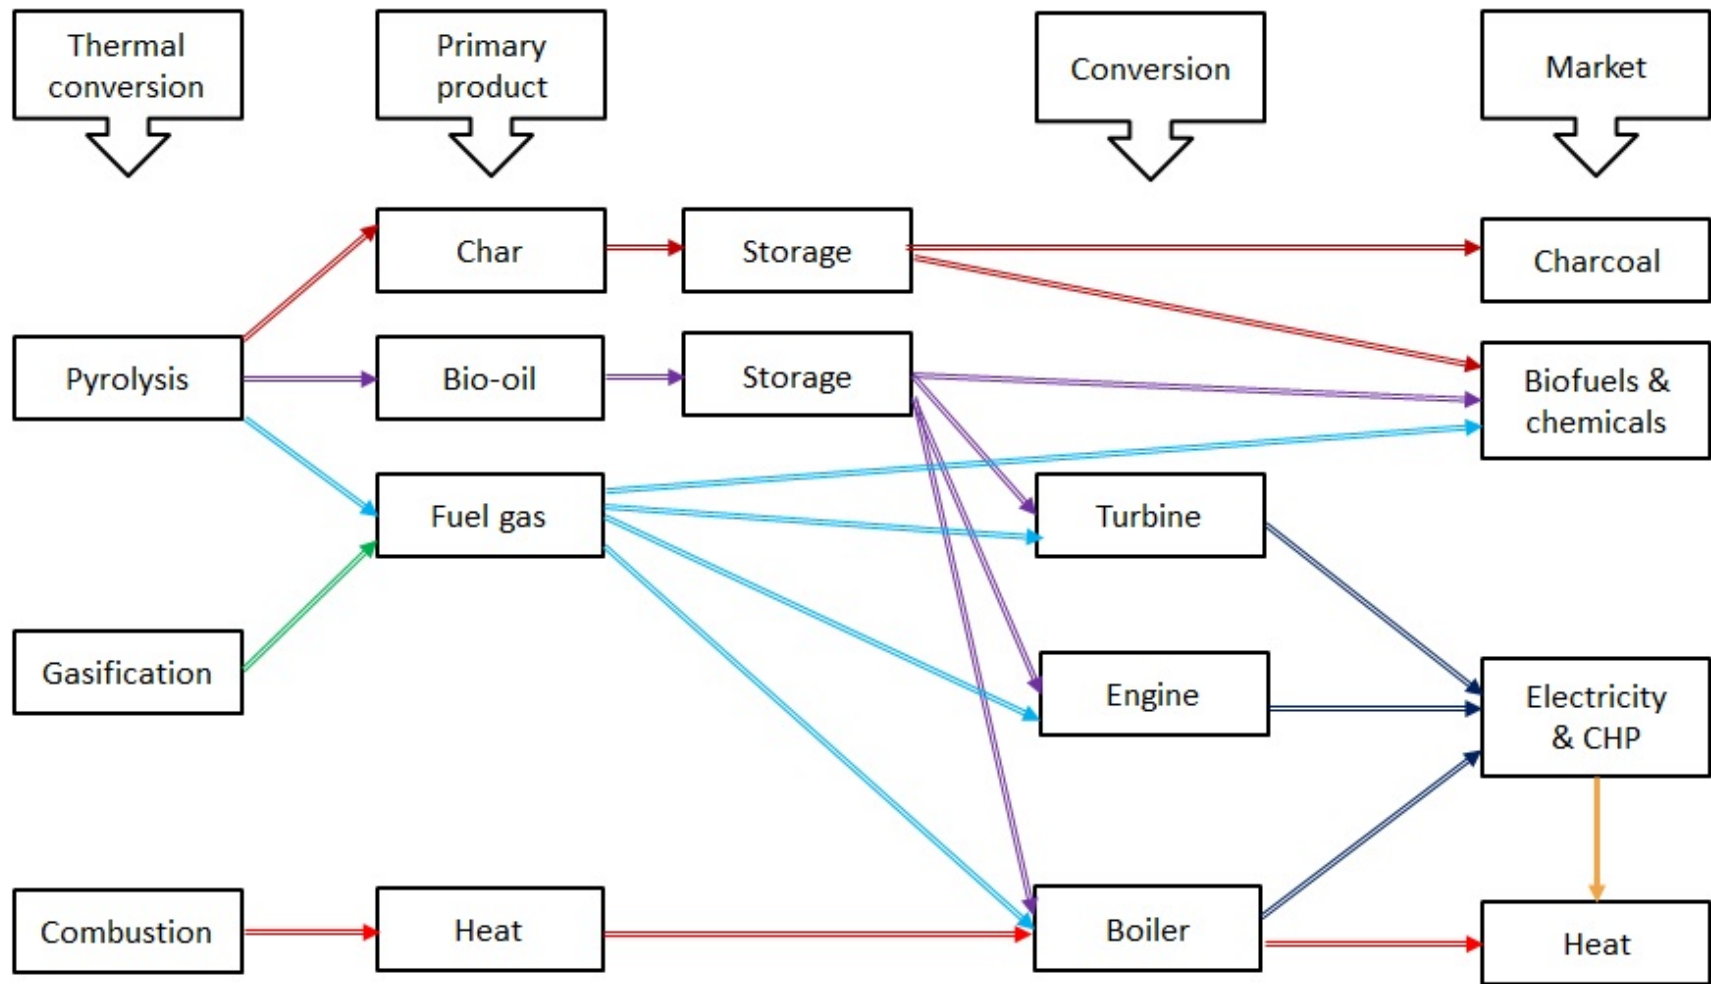 Thermal
conversion
Primary
product
Conversion
Market
Char
Storage
Charcoal
Pyrolysis
Bio-oil
Storage
Biofuels &
chemicals
Fuel gas
Turbine
Gasification
Engine
Electricity
& CHP
Combustion
Heat
Boiler
Heat